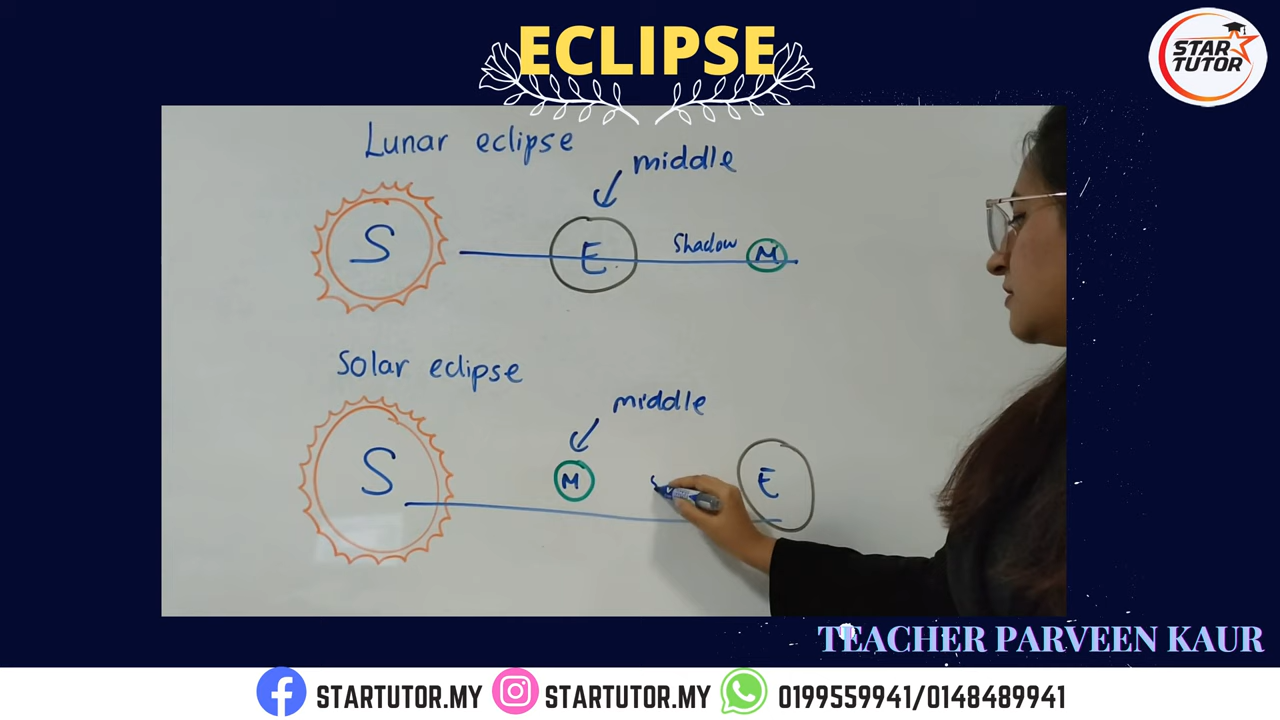 ECLIPSE
STAR
TUTOR
Lunar eclipse
middle
S
E
Shadow
M
Solar eclipse
middle
S
M
E
TEACHER PARVEEN KAUR
STARTUTOR.MY STARTUTOR.MY 0199559941/0148489941